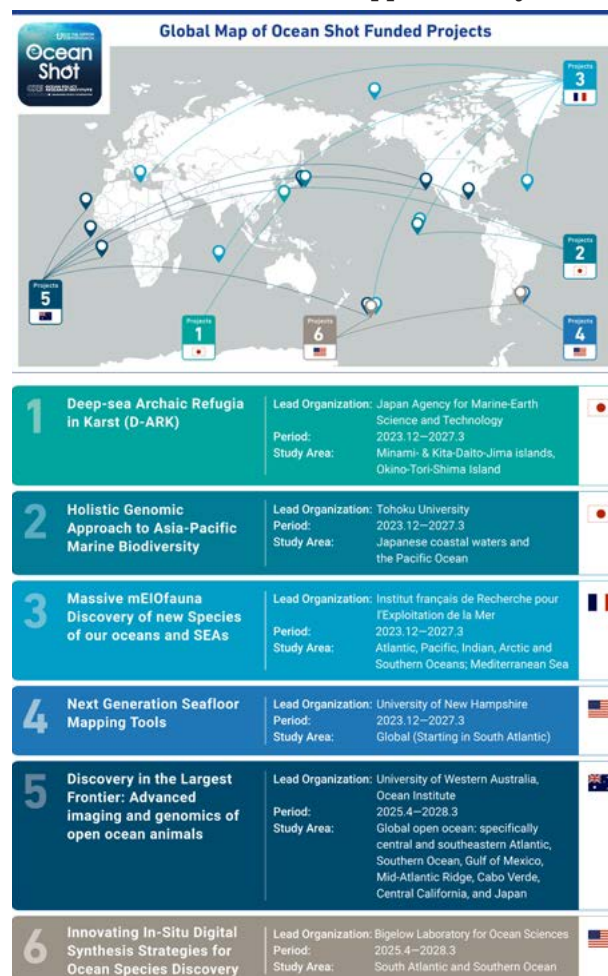 Ocean
Shot
Global Map of Ocean Shot Funded Projects
Projects
3
Projects
2
Projects
5
Projects
1
Projects
6
Projects
4
1
Deep-sea Archaic Refugia
in Karst (D-ARK)
Lead Organization: Japan Agency for Marine-Earth
Science and Technology
Period: 2023.12–2027.3
Study Area: Minami- & Kita-Daito-Jima islands,
Okino-Tori-Shima Island
2
Holistic Genomic
Approach to Asia-Pacific
Marine Biodiversity
Lead Organization: Tohoku University
Period: 2023.12–2027.3
Study Area: Japanese coastal waters and
the Pacific Ocean
3
Massive mEIOfauna
Discovery of new Species
of our oceans and SEAs
Lead Organization: Institut français de Recherche pour
l'Exploitation de la Mer
Period: 2023.12–2027.3
Study Area: Atlantic, Pacific, Indian, Arctic and
Southern Oceans; Mediterranean Sea
4
Next Generation Seafloor
Mapping Tools
Lead Organization: University of New Hampshire
Period: 2023.12–2027.3
Study Area: Global (Starting in South Atlantic)
5
Discovery in the Largest
Frontier: Advanced
imaging and genomics of
open ocean animals
Lead Organization: University of Western Australia,
Ocean Institute
Period: 2025.4–2028.3
Study Area: Global open ocean: specifically
central and southeastern Atlantic,
Southern Ocean, Gulf of Mexico,
Mid-Atlantic Ridge, Cabo Verde,
Central California, and Japan
6
Innovating In-Situ Digital
Synthesis Strategies for
Ocean Species Discovery
Lead Organization: Bigelow Laboratory for Ocean Sciences
Period: 2025.4–2028.3
Study Area: South Atlantic and Southern Ocean